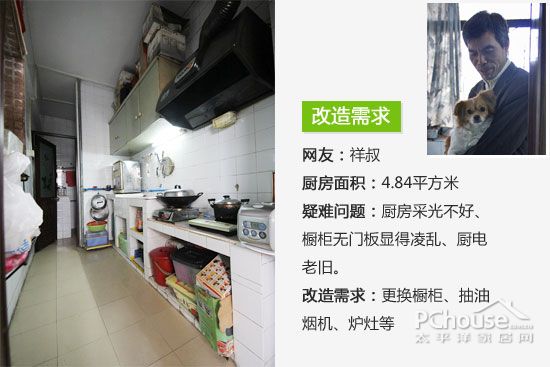 改造需求
网友：祥叔
厨房面积：4.84平方米
疑难问题：厨房采光不好、
橱柜无门板显得凌乱、厨电
老旧。
改造需求：更换橱柜、抽油
烟机、炉灶等
PChouse.com.cn
太平洋家居网